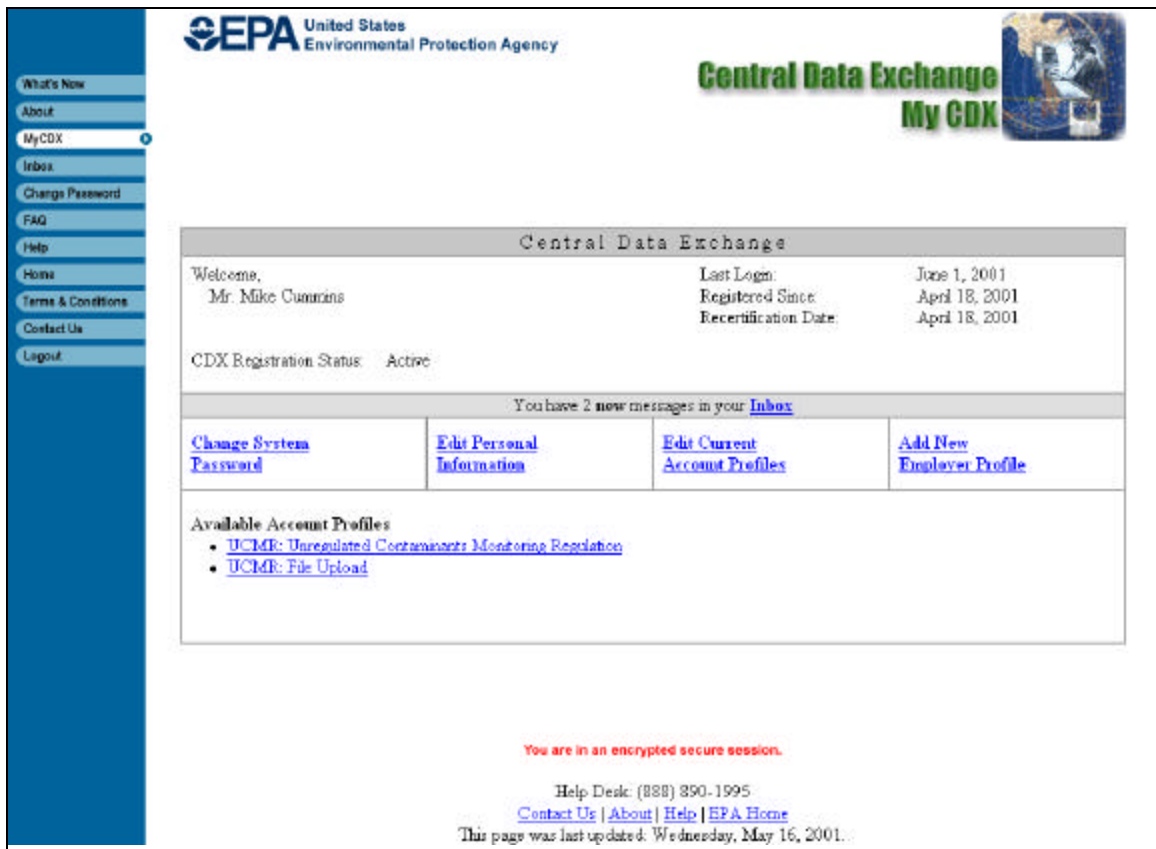 EPA United States
Environmental Protection Agency
Central Data Exchange
My CDX
What's New
About
MyCDX
Inbox
Change Password
FAQ
Help
Home
Terms & Conditions
Contact Us
Logout
Central Data Exchange
Welcome,
Mr. Mike Cummins
Last Login: June 1, 2001
Registered Since: April 18, 2001
Recertification Date: April 18, 2001
CDX Registration Status: Active
You have 2 new messages in your Inbox
Change System
Password
Edit Personal
Information
Edit Current
Account Profiles
Add New
Employer Profile
Available Account Profiles
• UCMR: Unregulated Contaminants Monitoring Regulation
• UCMR: File Upload
You are in an encrypted secure session.
Help Desk: (888) 890-1995
Contact Us | About | Help | EPA Home
This page was last updated: Wednesday, May 16, 2001.